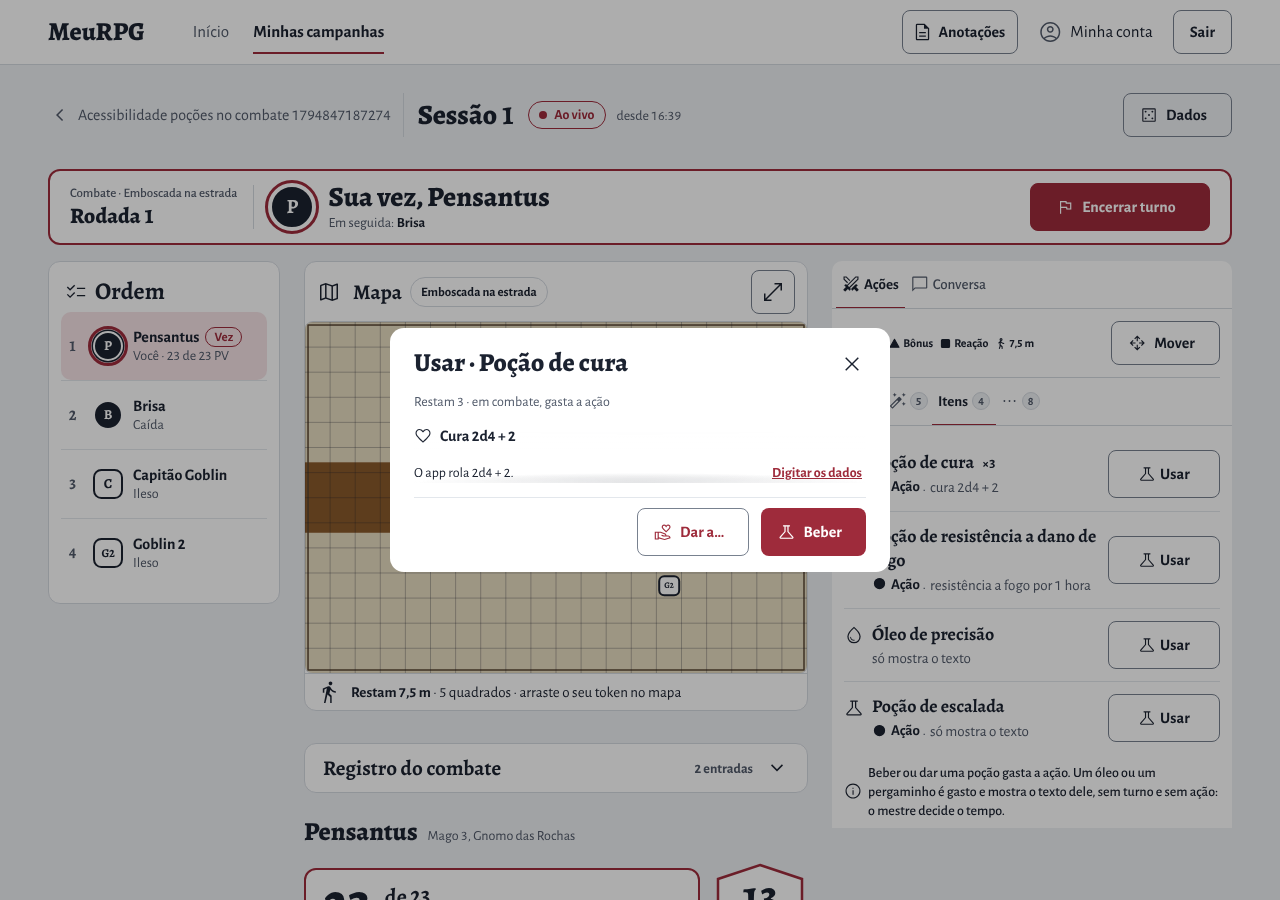 MeuRPG
Início
Minhas campanhas
Anotações
Minha conta
Sair
Acessibilidade poções no combate 1794847187274
Sessão 1
Ao vivo
desde 16:39
Dados
Combate · Emboscada na estrada
Rodada 1
P
Sua vez, Pensantus
Em seguida: Brisa
Encerrar turno
Ordem
1
P
Pensantus
Vez
Você · 23 de 23 PV
2
B
Brisa
Caída
3
C
Capitão Goblin
Ileso
4
G2
Goblin 2
Ileso
Mapa
Emboscada na estrada
G2
Restam 7,5 m · 5 quadrados · arraste o seu token no mapa
Registro do combate
2 entradas
Pensantus
Mago 3, Gnomo das Rochas
de 23
Usar · Poção de cura
Restam 3 · em combate, gasta a ação
Cura 2d4 + 2
O app rola 2d4 + 2.
Digitar os dados
Dar a...
Beber
Ações
Conversa
Bônus
Reação
7,5 m
Mover
5
Itens
4
8
ção de cura ×3
Ação . cura 2d4 + 2
Usar
ção de resistência a dano de
go
Ação . resistência a fogo por 1 hora
Usar
Óleo de precisão
só mostra o texto
Usar
Poção de escalada
Ação . só mostra o texto
Usar
Beber ou dar uma poção gasta a ação. Um óleo ou um
pergaminho é gasto e mostra o texto dele, sem turno e sem ação:
o mestre decide o tempo.